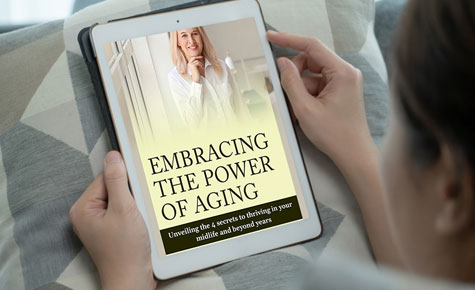 EMBRACING
THE POWER
OF AGING
Unveiling the 4 secrets to thriving in your
midlife and beyond years